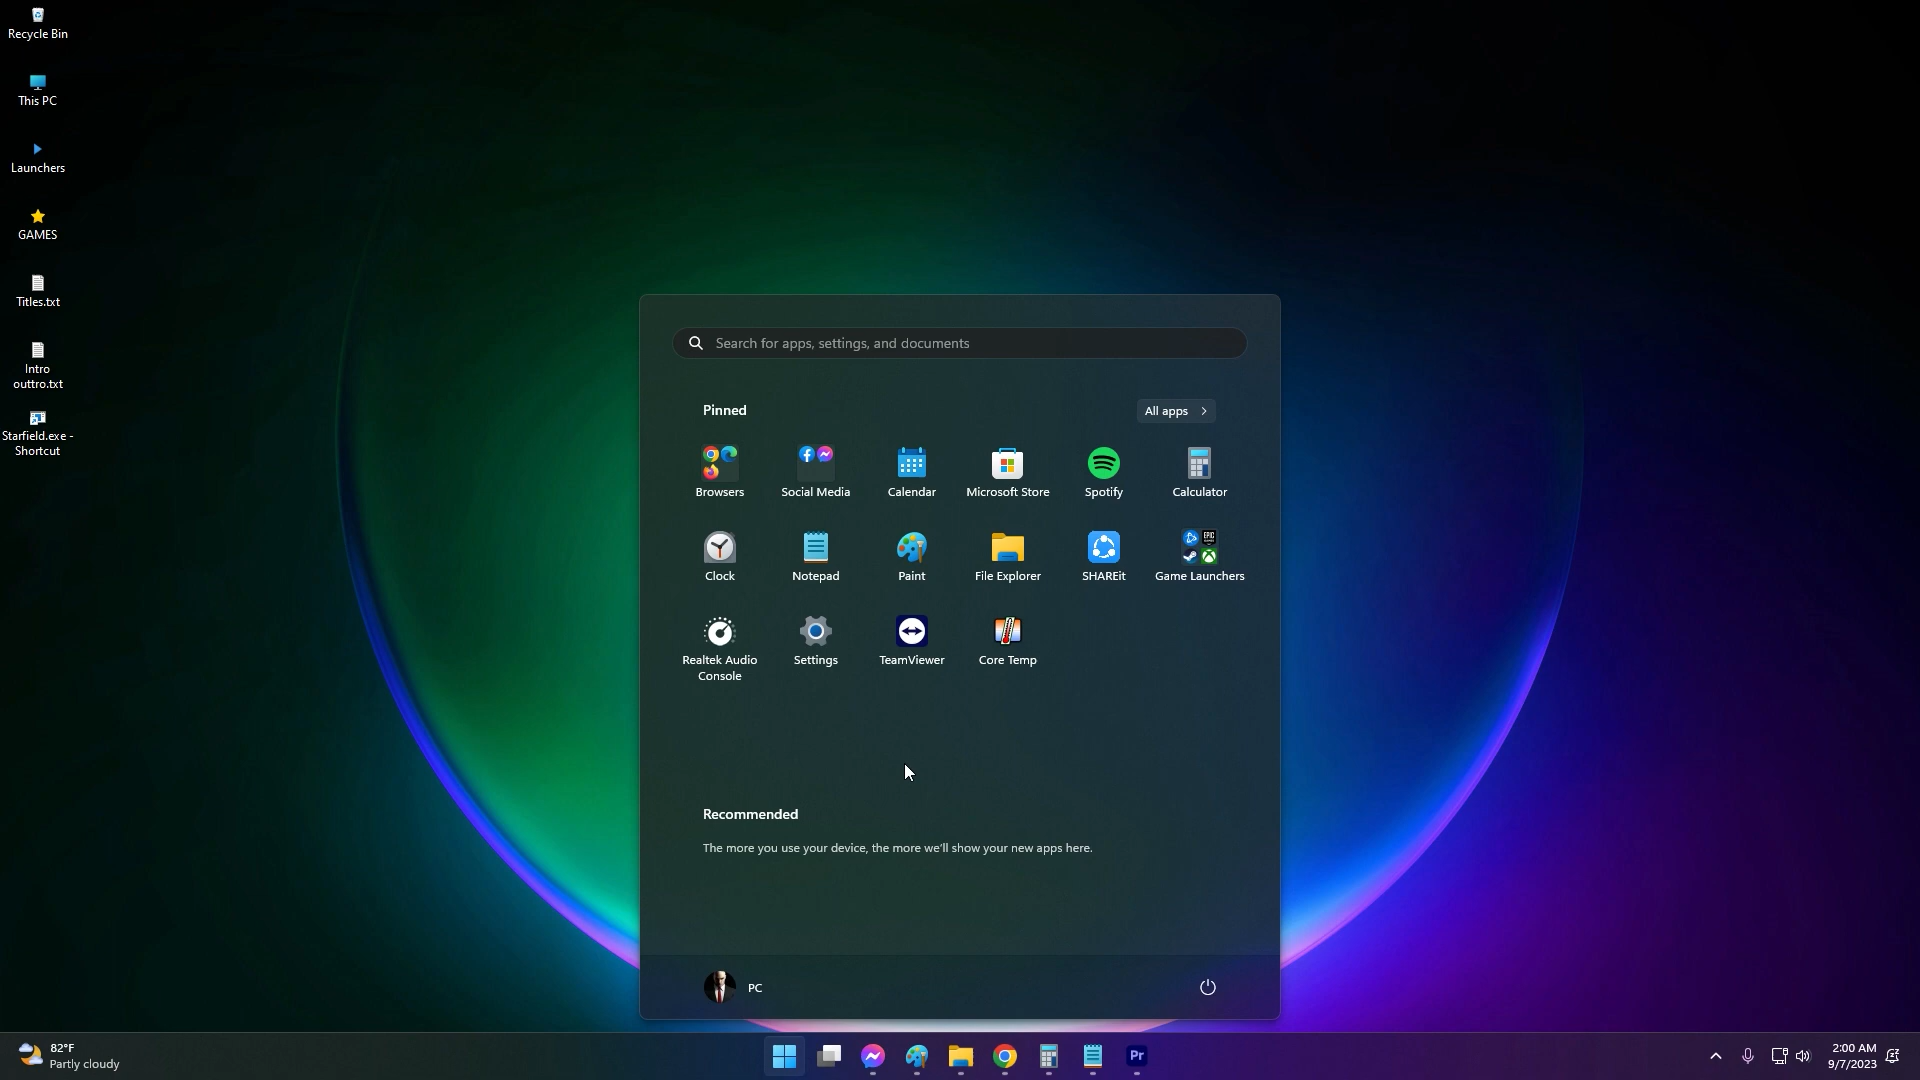 Recycle Bin
This PC
Launchers
GAMES
Titles.txt
Intro
outtro.txt
Starfield.exe -
Shortcut
Search for apps, settings, and documents
Pinned
All apps
Browsers
Social Media
Calendar
Microsoft Store
Spotify
Calculator
Clock
Notepad
Paint
File Explorer
SHAREit
EPIC
Game Launchers
Realtek Audio
Console
Settings
TeamViewer
Core Temp
Recommended
The more you use your device, the more we'll show your new apps here.
PC
82°F
Partly cloudy
Pr
2:00 AM
9/7/2023